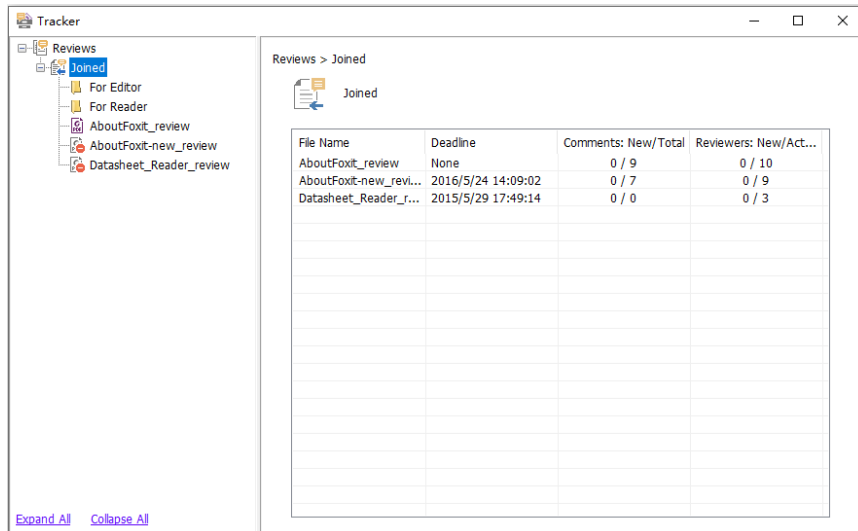 Tracker
Reviews
Joined
For Editor
For Reader
AboutFoxit_review
AboutFoxit-new_review
Datasheet_Reader_review
Expand All Collapse All
Reviews > Joined
Joined
File Name Deadline Comments: New/Total Reviewers: New/Act...
AboutFoxit_review None 0 / 9 0 / 10
AboutFoxit-new_revi... 2016/5/24 14:09:02 0 / 7 0 / 9
Datasheet_Reader_r... 2015/5/29 17:49:14 0 / 0 0 / 3